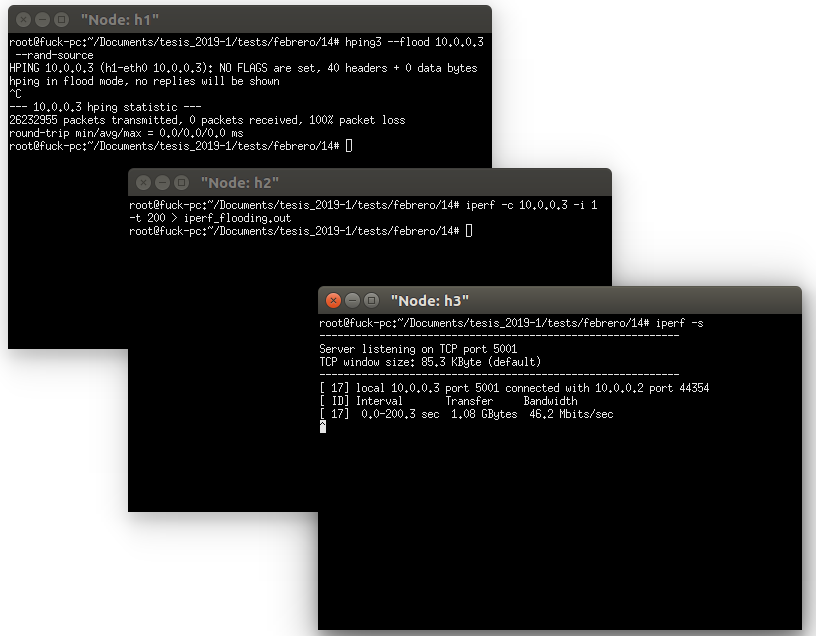 "Node: h1"
root@fuck-pc:~/Documents/tesis_2019-1/tests/febrero/14# hping3 --flood 10.0.0.3
 --rand-source
HPING 10.0.0.3 (h1-eth0 10.0.0.3): NO FLAGS are set, 40 headers + 0 data bytes
hping in flood mode, no replies will be shown
^C
--- 10.0.0.3 hping statistic ---
26232955 packets transmitted, 0 packets received, 100% packet loss
round-trip min/avg/max = 0.0/0.0/0.0 ms
root@fuck-pc:~/Documents/tesis_2019-1/tests/febrero/14#
"Node: h2"
root@fuck-pc:~/Documents/tesis_2019-1/tests/febrero/14# iperf -c 10.0.0.3 -i 1
-t 200 > iperf_flooding.out
root@fuck-pc:~/Documents/tesis_2019-1/tests/febrero/14#
"Node: h3"
root@fuck-pc:~/Documents/tesis_2019-1/tests/febrero/14# iperf -s
------------------------------------------------------------
Server listening on TCP port 5001
TCP window size: 85.3 KByte (default)
------------------------------------------------------------
[ 17] local 10.0.0.3 port 5001 connected with 10.0.0.2 port 44354
[ ID] Interval       Transfer     Bandwidth
[ 17]  0.0-200.3 sec  1.08 GBytes  46.2 Mbits/sec
^